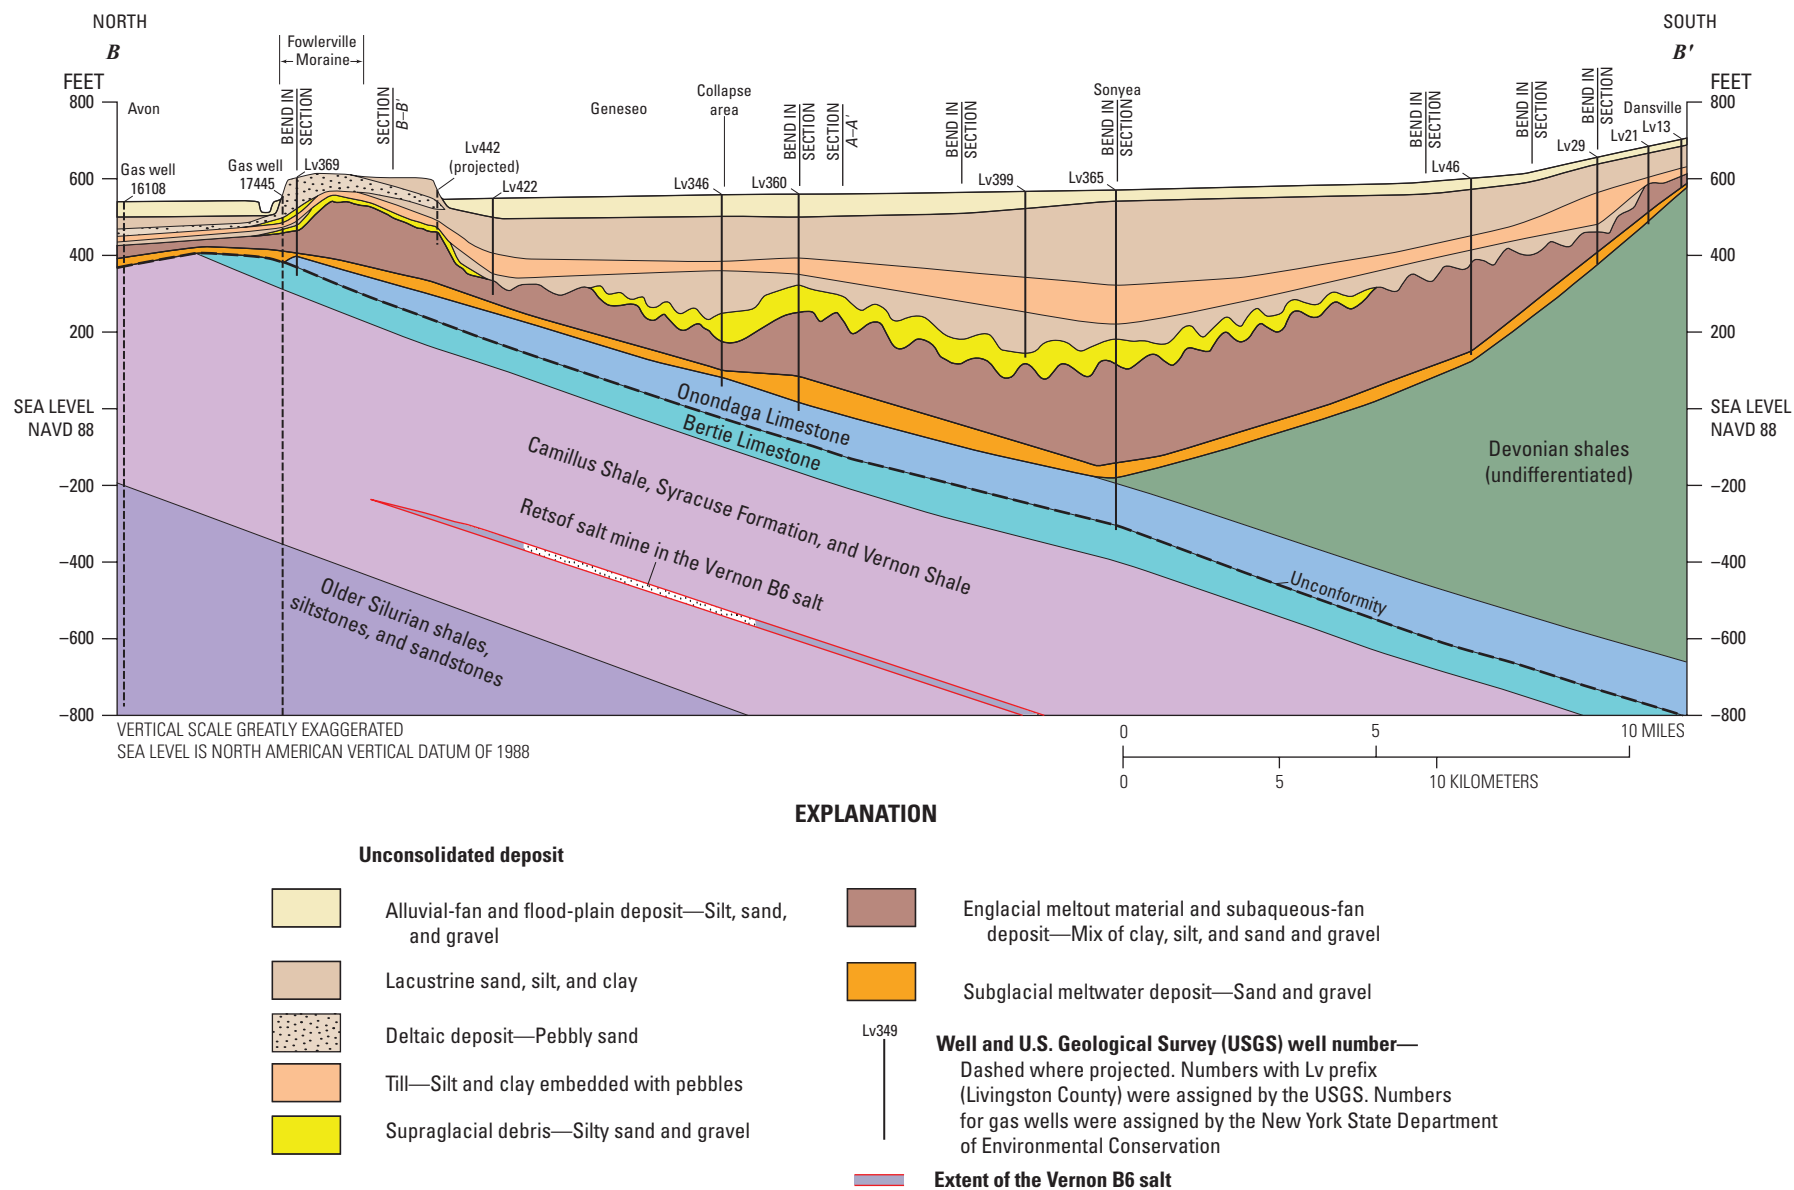 NORTH
B
SOUTH
B'
Fowlerville
Moraine
FEET
FEET
800
600
400
200
SEA LEVEL
NAVD 88
–200
–400
–600
–800
800
600
400
200
SEA LEVEL
NAVD 88
–200
–400
–600
–800
Avon
BEND IN
SECTION
SECTION
B–B'
Geneseo
Collapse
area
BEND IN
SECTION
SECTION
A–A'
BEND IN
SECTION
Sonyea
BEND IN
SECTION
BEND IN
SECTION
BEND IN
SECTION
BEND IN
SECTION
Dansville
Gas well
16108
Gas well
17445
Lv369
Lv442
(projected)
Lv422
Lv346
Lv360
Lv399
Lv365
Lv46
Lv29
Lv21
Lv13
Onondaga Limestone
Bertie Limestone
Camillus Shale, Syracuse Formation, and Vernon Shale
Retsof salt mine in the Vernon B6 salt
Older Silurian shales,
siltstones, and sandstones
Devonian shales
(undifferentiated)
Unconformity
VERTICAL SCALE GREATLY EXAGGERATED
SEA LEVEL IS NORTH AMERICAN VERTICAL DATUM OF 1988
0 5 10 MILES
0 5 10 KILOMETERS
EXPLANATION
Unconsolidated deposit
Alluvial-fan and flood-plain deposit—Silt, sand,
and gravel
Lacustrine sand, silt, and clay
Deltaic deposit—Pebbly sand
Till—Silt and clay embedded with pebbles
Supraglacial debris—Silty sand and gravel
Englacial meltout material and subaqueous-fan
deposit—Mix of clay, silt, and sand and gravel
Subglacial meltwater deposit—Sand and gravel
Lv349
Well and U.S. Geological Survey (USGS) well number—
Dashed where projected. Numbers with Lv prefix
(Livingston County) were assigned by the USGS. Numbers
for gas wells were assigned by the New York State Department
of Environmental Conservation
Extent of the Vernon B6 salt